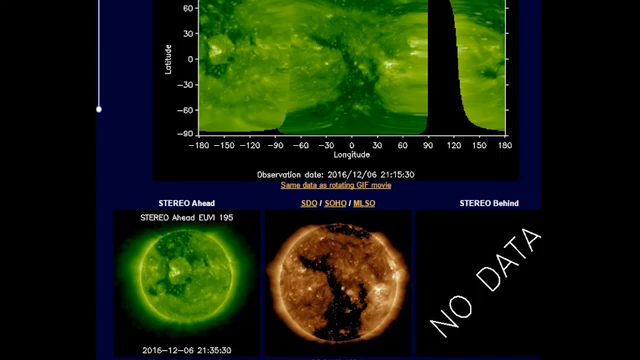 60
30
0
−30
−60
−90
Latitude
−180 −150 −120 −90 −60 −30 0 30 60 90 120 150 180
Longitude
Observation date: 2016/12/06 21:15:30
Same data as rotating GIF movie
STEREO Ahead
SDO / SOHO / MLSO
STEREO Behind
STEREO Ahead EUVI 195
NO DATA
2016-12-06 21:35:30